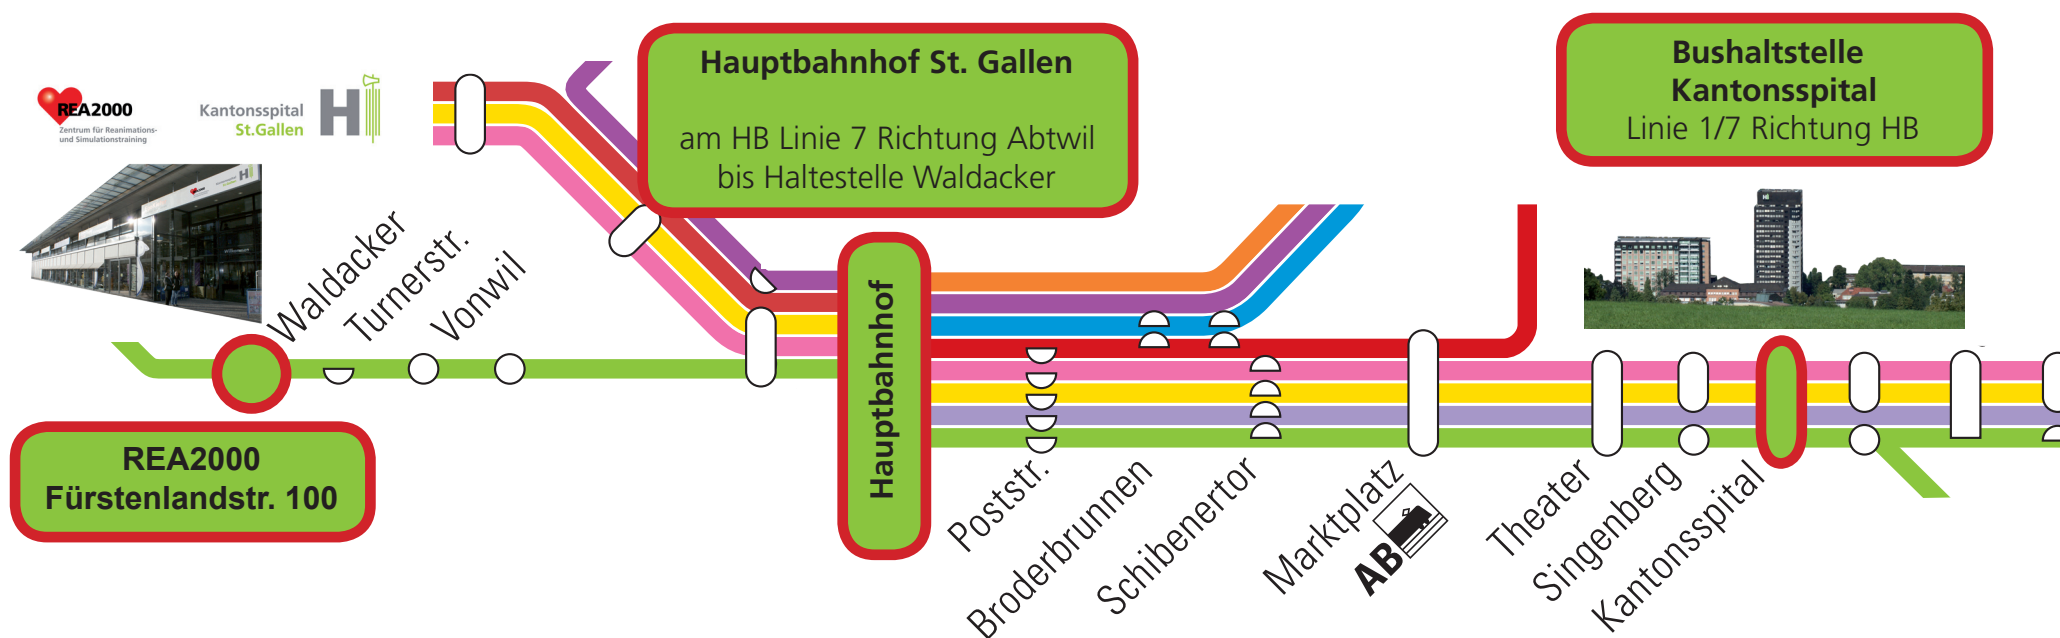 REA2000
Zentrum für Reanimations-
und Simulationstraining
Kantonsspital
St.Gallen
Hauptbahnhof St. Gallen
am HB Linie 7 Richtung Abtwil
bis Haltestelle Waldacker
Bushaltstelle
Kantonsspital
Linie 1/7 Richtung HB
Waldacker
Turnerstr.
Vonwil
Hauptbahnhof
REA2000
Fürstenlandstr. 100
Poststr.
Broderbrunnen
Schibenertor
Marktplatz
AB
Theater
Singenberg
Kantonsspital